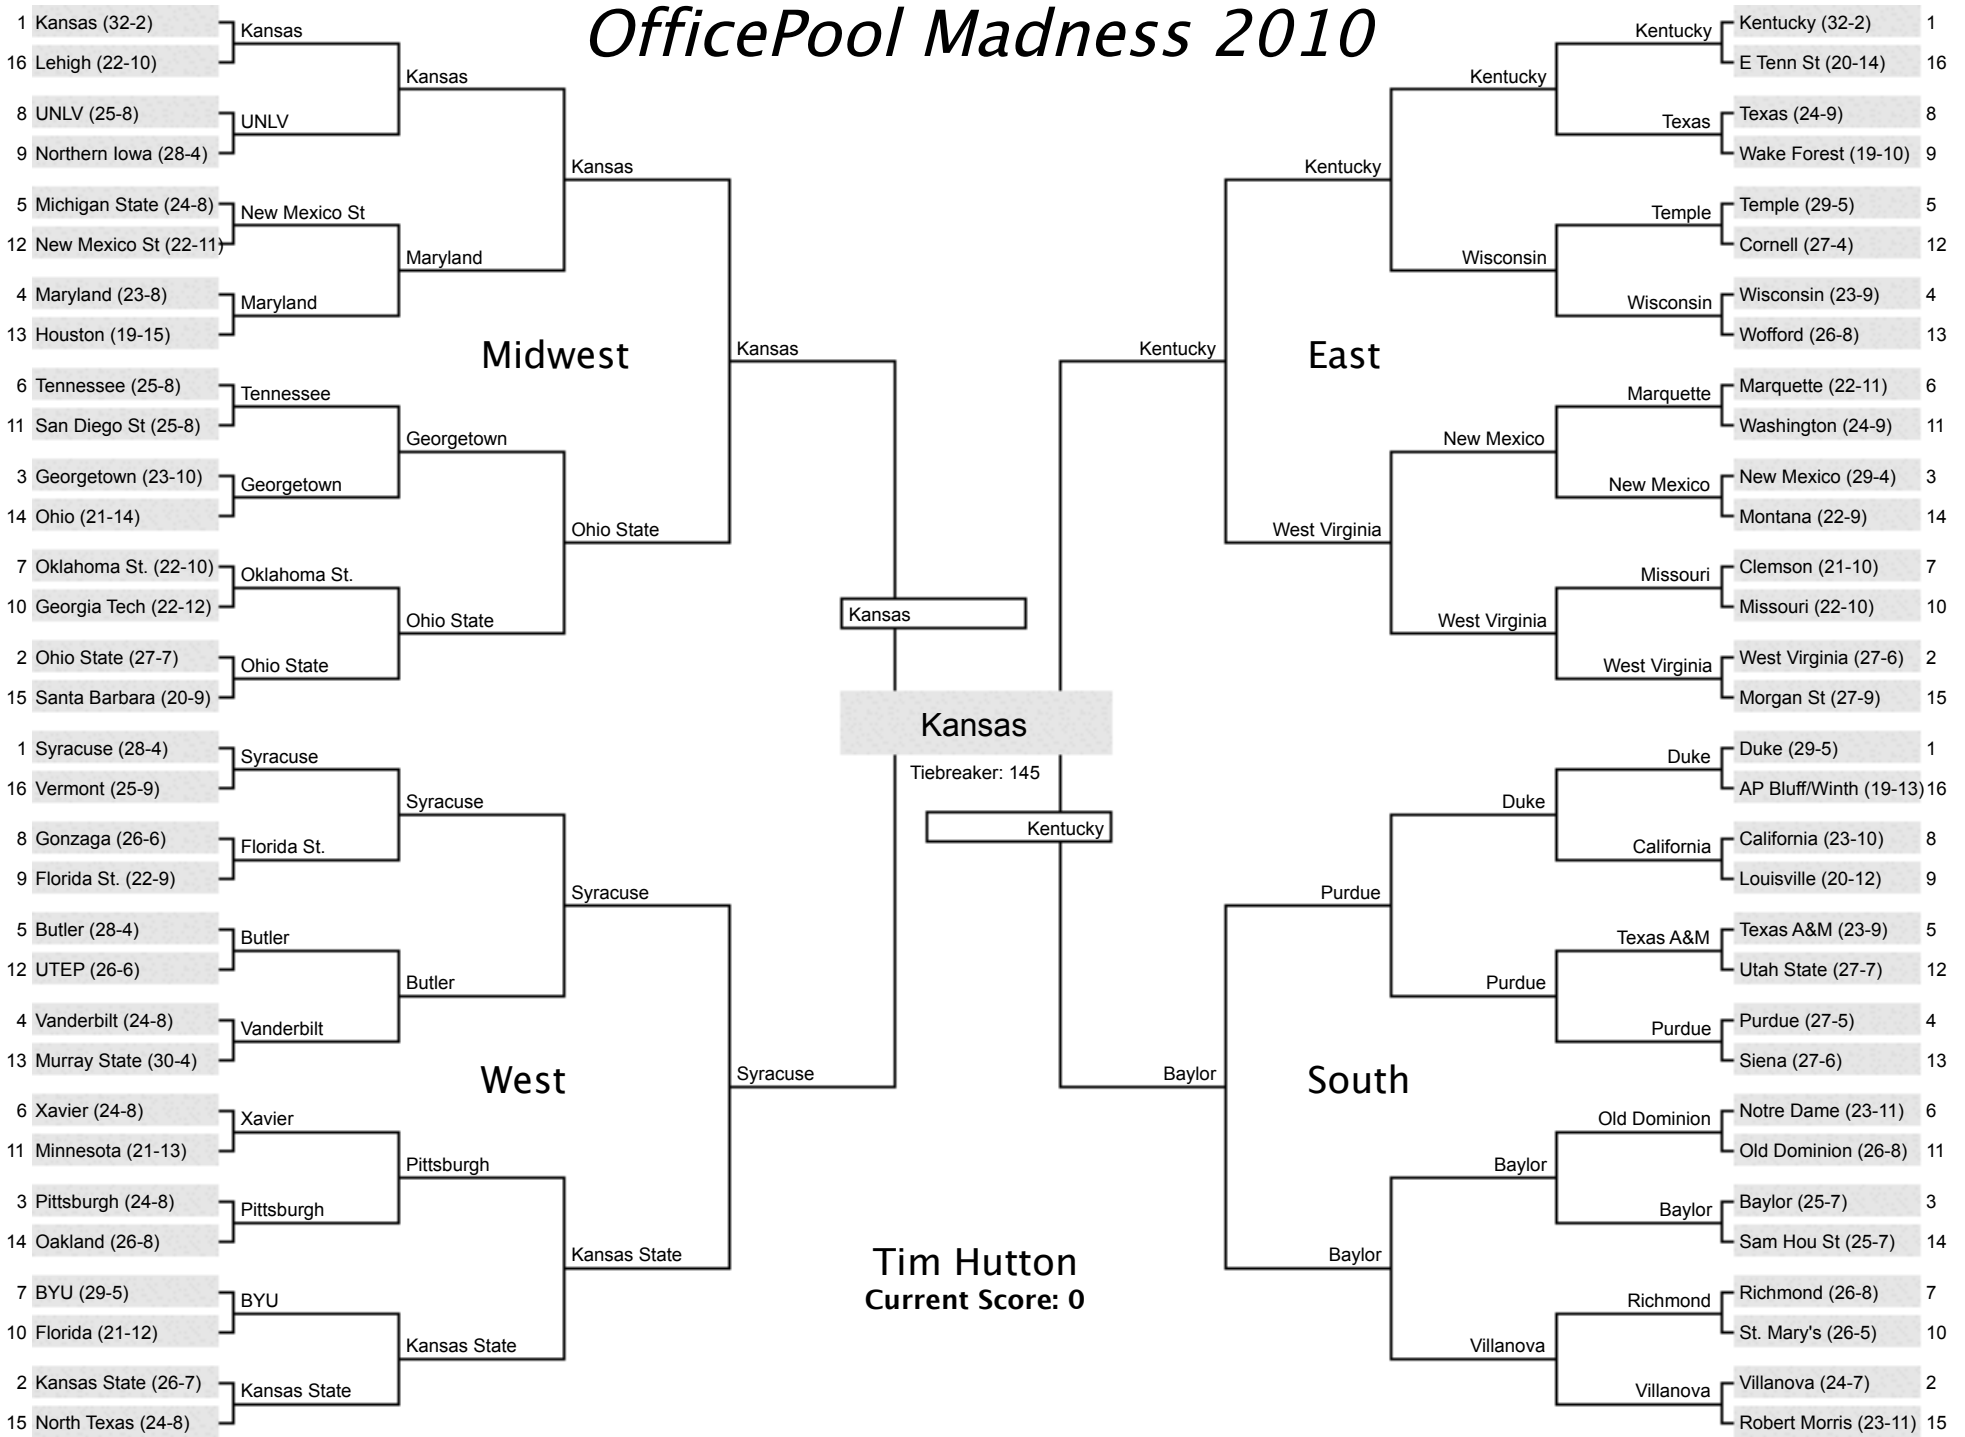 OfficePool Madness 2010
1 Kansas (32-2)
16 Lehigh (22-10)
8 UNLV (25-8)
9 Northern Iowa (28-4)
5 Michigan State (24-8)
12 New Mexico St (22-11)
4 Maryland (23-8)
13 Houston (19-15)
6 Tennessee (25-8)
11 San Diego St (25-8)
3 Georgetown (23-10)
14 Ohio (21-14)
7 Oklahoma St. (22-10)
10 Georgia Tech (22-12)
2 Ohio State (27-7)
15 Santa Barbara (20-9)
Kansas
UNLV
New Mexico St
Maryland
Tennessee
Georgetown
Oklahoma St.
Ohio State
Kansas
Maryland
Georgetown
Ohio State
Kansas
Ohio State
Midwest
Kansas
1 Syracuse (28-4)
16 Vermont (25-9)
8 Gonzaga (26-6)
9 Florida St. (22-9)
5 Butler (28-4)
12 UTEP (26-6)
4 Vanderbilt (24-8)
13 Murray State (30-4)
6 Xavier (24-8)
11 Minnesota (21-13)
3 Pittsburgh (24-8)
14 Oakland (26-8)
7 BYU (29-5)
10 Florida (21-12)
2 Kansas State (26-7)
15 North Texas (24-8)
Syracuse
Florida St.
Butler
Vanderbilt
Xavier
Pittsburgh
BYU
Kansas State
Syracuse
Butler
Pittsburgh
Kansas State
Syracuse
Kansas State
West
Syracuse
Kansas
Kansas
Tiebreaker: 145
Kentucky
Tim Hutton
Current Score: 0
Kentucky (32-2) 1
E Tenn St (20-14) 16
Texas (24-9) 8
Wake Forest (19-10) 9
Temple (29-5) 5
Cornell (27-4) 12
Wisconsin (23-9) 4
Wofford (26-8) 13
Marquette (22-11) 6
Washington (24-9) 11
New Mexico (29-4) 3
Montana (22-9) 14
Clemson (21-10) 7
Missouri (22-10) 10
West Virginia (27-6) 2
Morgan St (27-9) 15
Kentucky
Texas
Temple
Wisconsin
Marquette
New Mexico
Missouri
West Virginia
Kentucky
Wisconsin
New Mexico
West Virginia
Kentucky
West Virginia
East
Kentucky
Duke (29-5) 1
AP Bluff/Winth (19-13) 16
California (23-10) 8
Louisville (20-12) 9
Texas A&M (23-9) 5
Utah State (27-7) 12
Purdue (27-5) 4
Siena (27-6) 13
Notre Dame (23-11) 6
Old Dominion (26-8) 11
Baylor (25-7) 3
Sam Hou St (25-7) 14
Richmond (26-8) 7
St. Mary's (26-5) 10
Villanova (24-7) 2
Robert Morris (23-11) 15
Duke
California
Texas A&M
Purdue
Old Dominion
Baylor
Richmond
Villanova
Duke
Purdue
Baylor
Villanova
Purdue
Baylor
South
Baylor